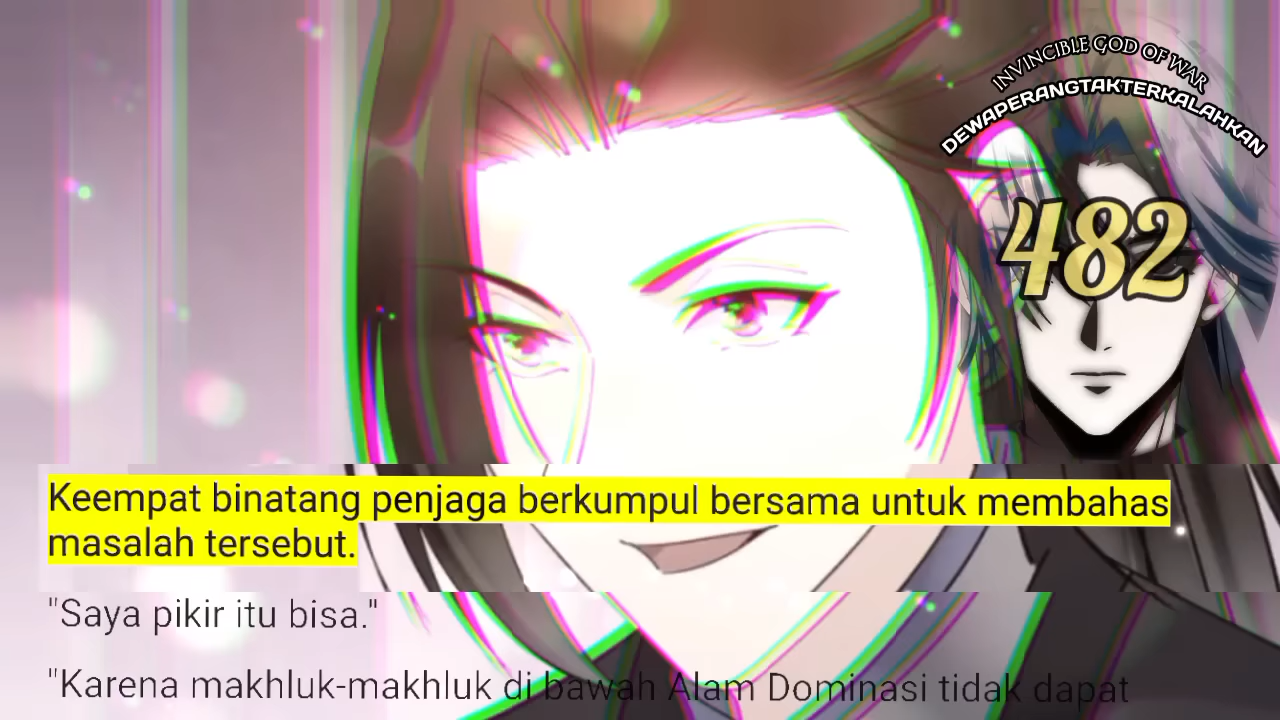 INVINCIBLE GOD OF WAR
DEWAPERANGTAKTERKALAHKAN
482
Keempat binatang penjaga berkumpul bersama untuk membahas
masalah tersebut.
"Saya pikir itu bisa."
"Karena makhluk-makhluk di bawah Alam Dominasi tidak dapat